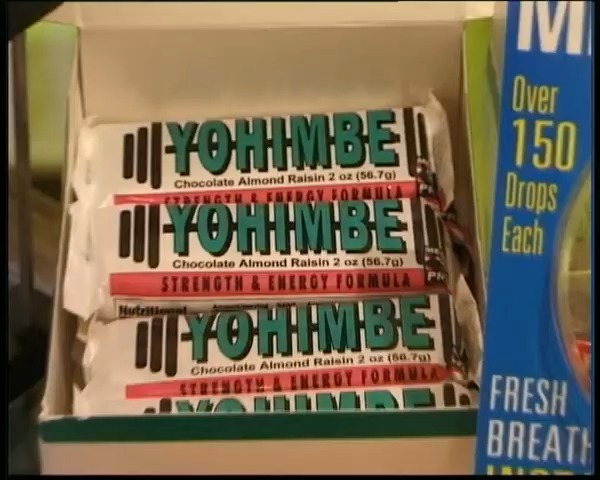 YOHIMBE
Chocolate Almond Raisin 2 oz (56.7g)
STRENGTH & ENERGY FORMULA
YOHIMBE
Chocolate Almond Raisin 2 oz (56.7g)
STRENGTH & ENERGY FORMULA
Nutritional
YOHIMBE
Chocolate Almond Raisin 2 oz (56.7g)
STRENGTH & ENERGY FORMULA
YOHIMBE
Over
150
Drops
Each
FRESH